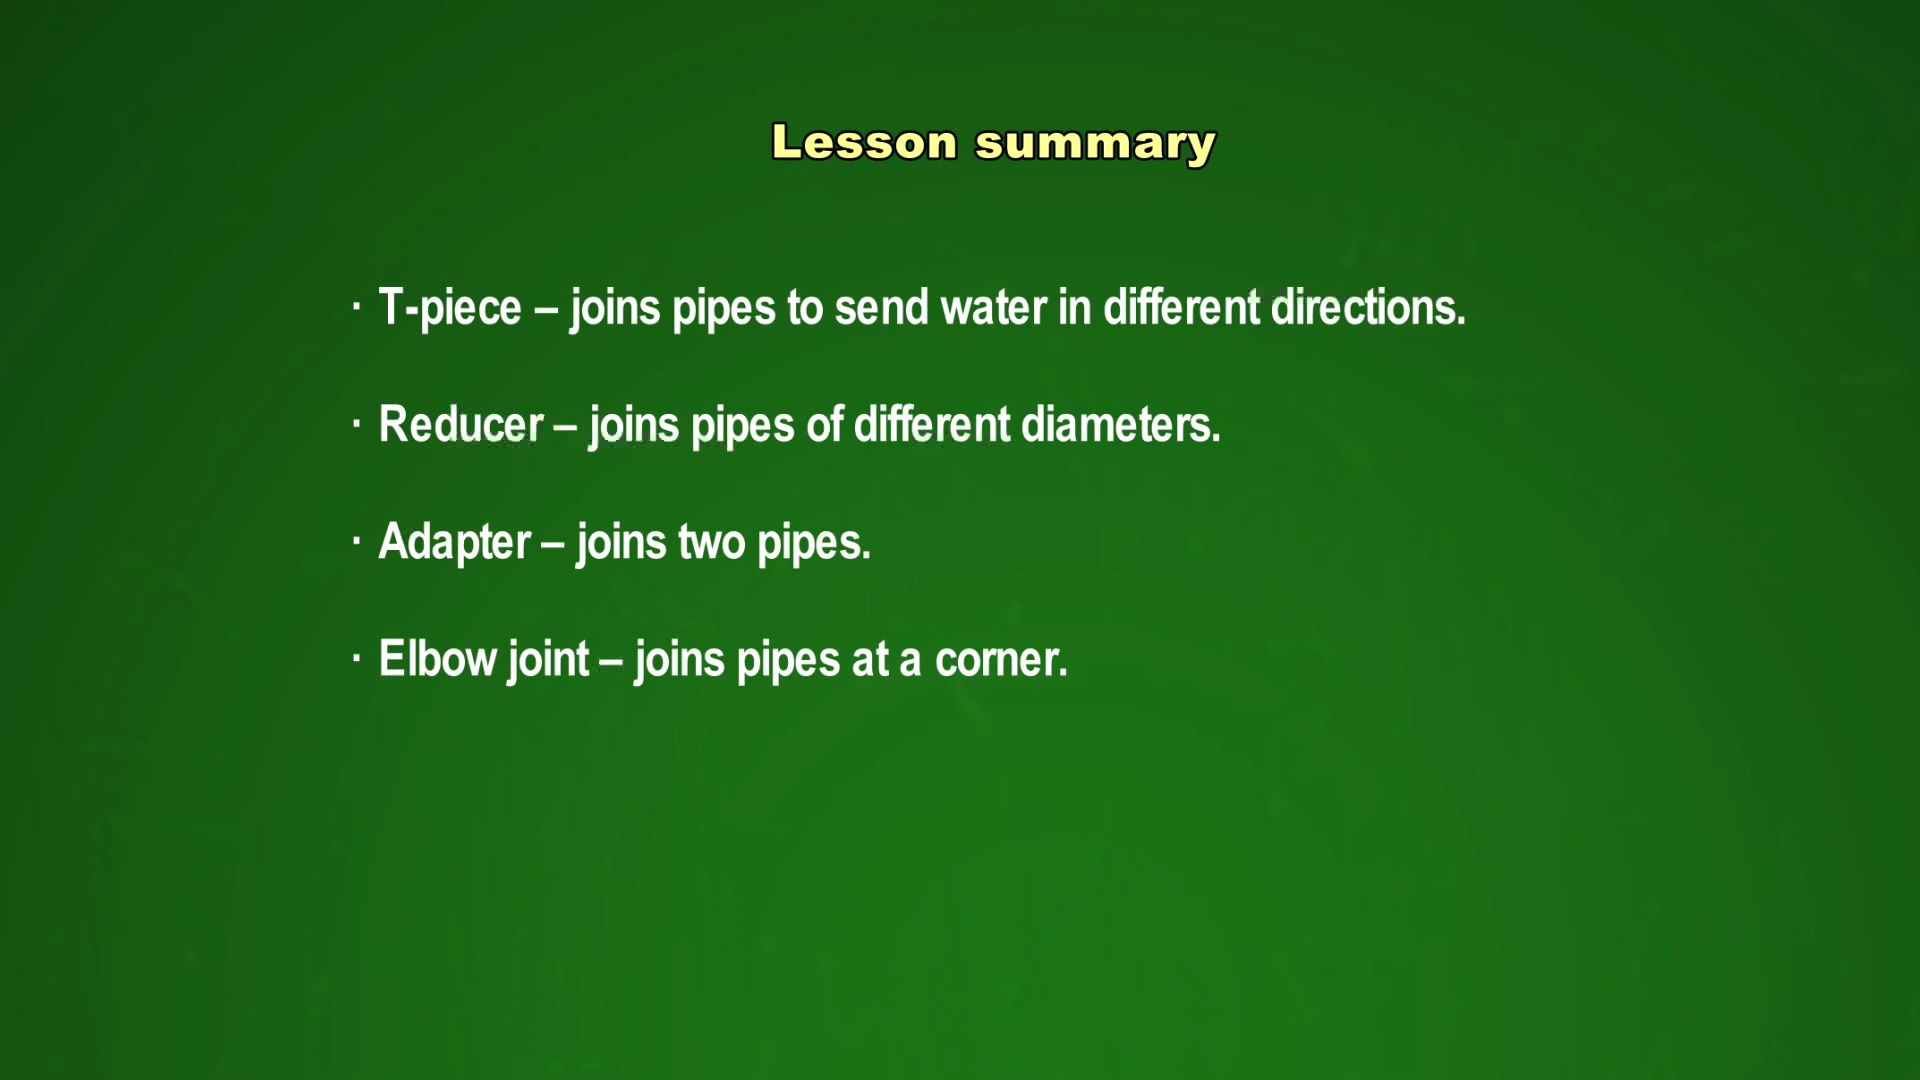 Lesson summary
· T-piece – joins pipes to send water in different directions.
· Reducer – joins pipes of different diameters.
· Adapter – joins two pipes.
· Elbow joint – joins pipes at a corner.